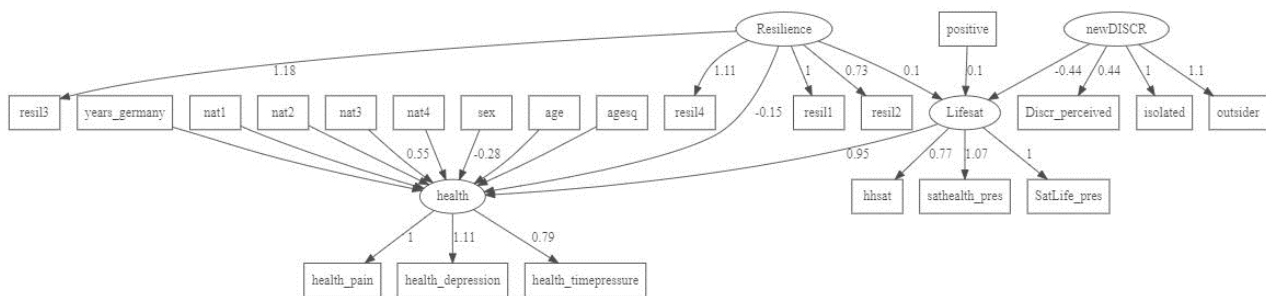 Resilience
positive
newDISCR
1.18
1.11
1
0.73
0.1
0.1
-0.44
0.44
1
1.1
resil3
years_germany
nat1
nat2
nat3
nat4
sex
age
agesq
resil4
-0.15
resil1
resil2
Lifesat
Discr_perceived
isolated
outsider
0.55
-0.28
0.95
0.77
1.07
1
health
hhsat
sathealth_pres
SatLife_pres
1
1.11
0.79
health_pain
health_depression
health_timepressure